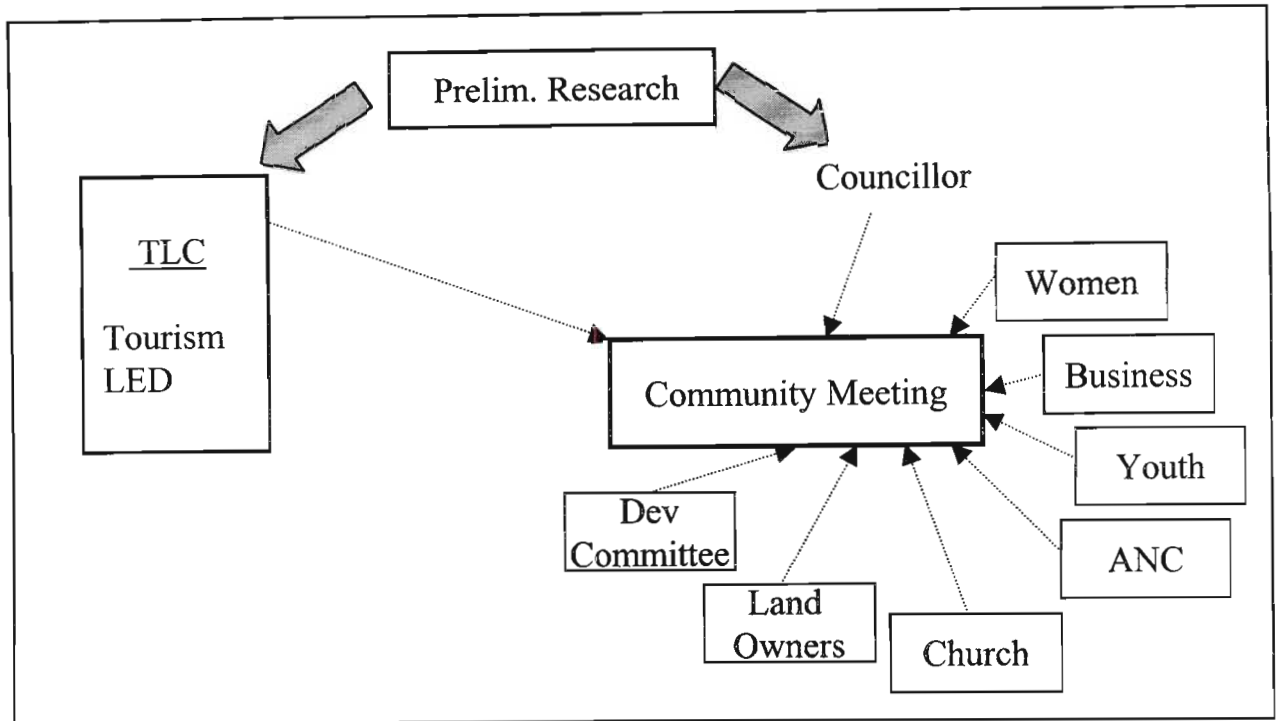 Prelim. Research
Councillor
TLC
Tourism
LED
Women
Community Meeting
Business
Youth
Dev
Committee
ANC
Land
Owners
Church